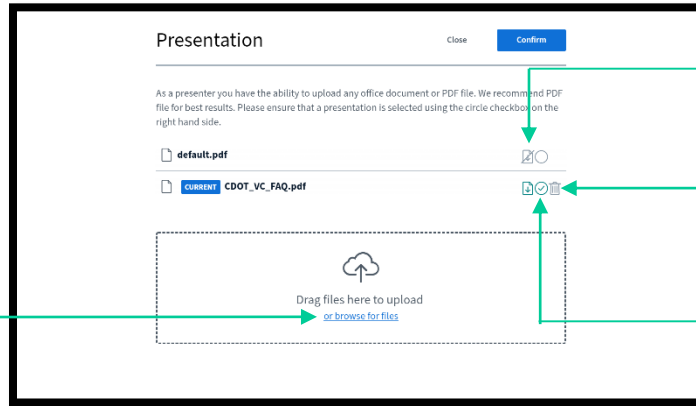 Presentation
Close
Confirm
As a presenter you have the ability to upload any office document or PDF file. We recommend PDF
file for best results. Please ensure that a presentation is selected using the circle checkbox on the
right hand side.
default.pdf
CURRENT CDOT_VC_FAQ.pdf
Drag files here to upload
or browse for files